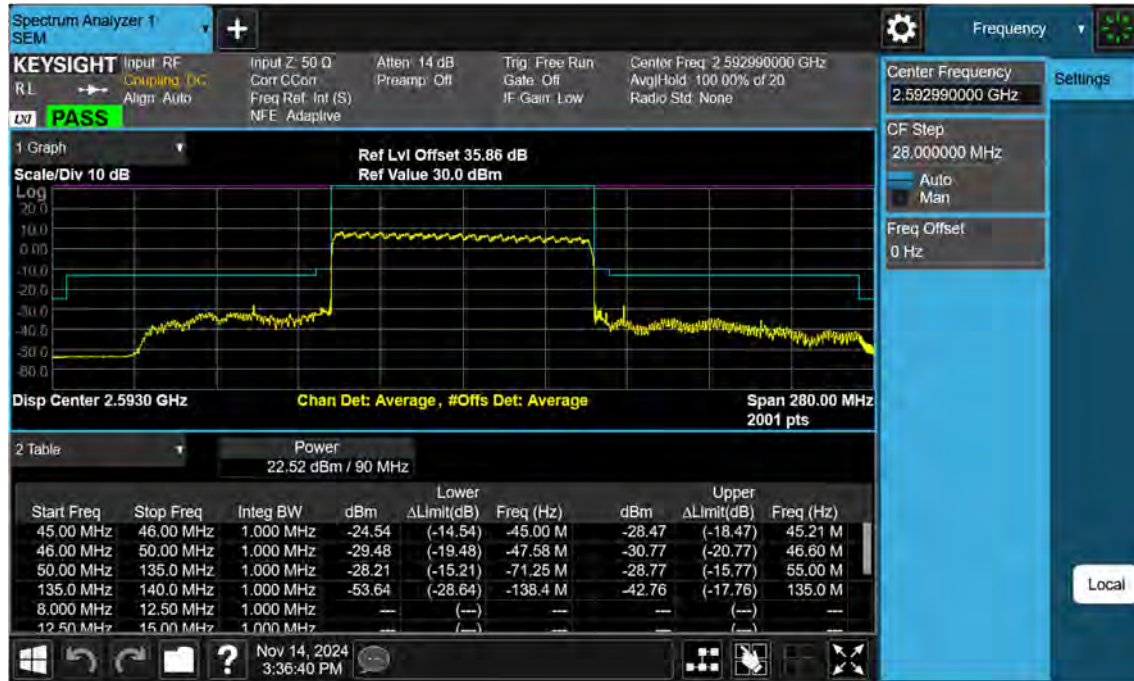 Spectrum Analyzer 1
SEM
Frequency
KEYSIGHT
RL
LXI PASS
Input: RF
Coupling: DC
Align: Auto
Input Z: 50 Ω
Corr CCorr
Freq Ref: Int (S)
NFE: Adaptive
Atten: 14 dB
Preamp: Off
Trig: Free Run
Gate: Off
IF Gain: Low
Center Freq: 2.592990000 GHz
Avg|Hold: 100.00% of 20
Radio Std: None
Center Frequency
2.592990000 GHz
Settings
CF Step
28.000000 MHz
Auto
Man
Freq Offset
0 Hz
Local
1 Graph
Scale/Div 10 dB
Ref Lvl Offset 35.86 dB
Ref Value 30.0 dBm
Log
20.0
10.0
0.00
-10.0
-20.0
-30.0
-40.0
-50.0
-60.0
Disp Center 2.5930 GHz
Chan Det: Average, #Offs Det: Average
Span 280.00 MHz
2001 pts
2 Table
Power
22.52 dBm / 90 MHz
Lower Upper
Start Freq Stop Freq Integ BW dBm ΔLimit(dB) Freq (Hz) dBm ΔLimit(dB) Freq (Hz)
45.00 MHz 46.00 MHz 1.000 MHz -24.54 (-14.54) -45.00 M -28.47 (-18.47) 45.21 M
46.00 MHz 50.00 MHz 1.000 MHz -29.48 (-19.48) -47.58 M -30.77 (-20.77) 46.60 M
50.00 MHz 135.0 MHz 1.000 MHz -28.21 (-15.21) -71.25 M -28.77 (-15.77) 55.00 M
135.0 MHz 140.0 MHz 1.000 MHz -53.64 (-28.64) -138.4 M -42.76 (-17.76) 135.0 M
8.000 MHz 12.50 MHz 1.000 MHz --- (---) --- --- (---) ---
12.50 MHz 15.00 MHz 1.000 MHz --- (---) --- --- (---) ---
Nov 14, 2024
3:36:40 PM